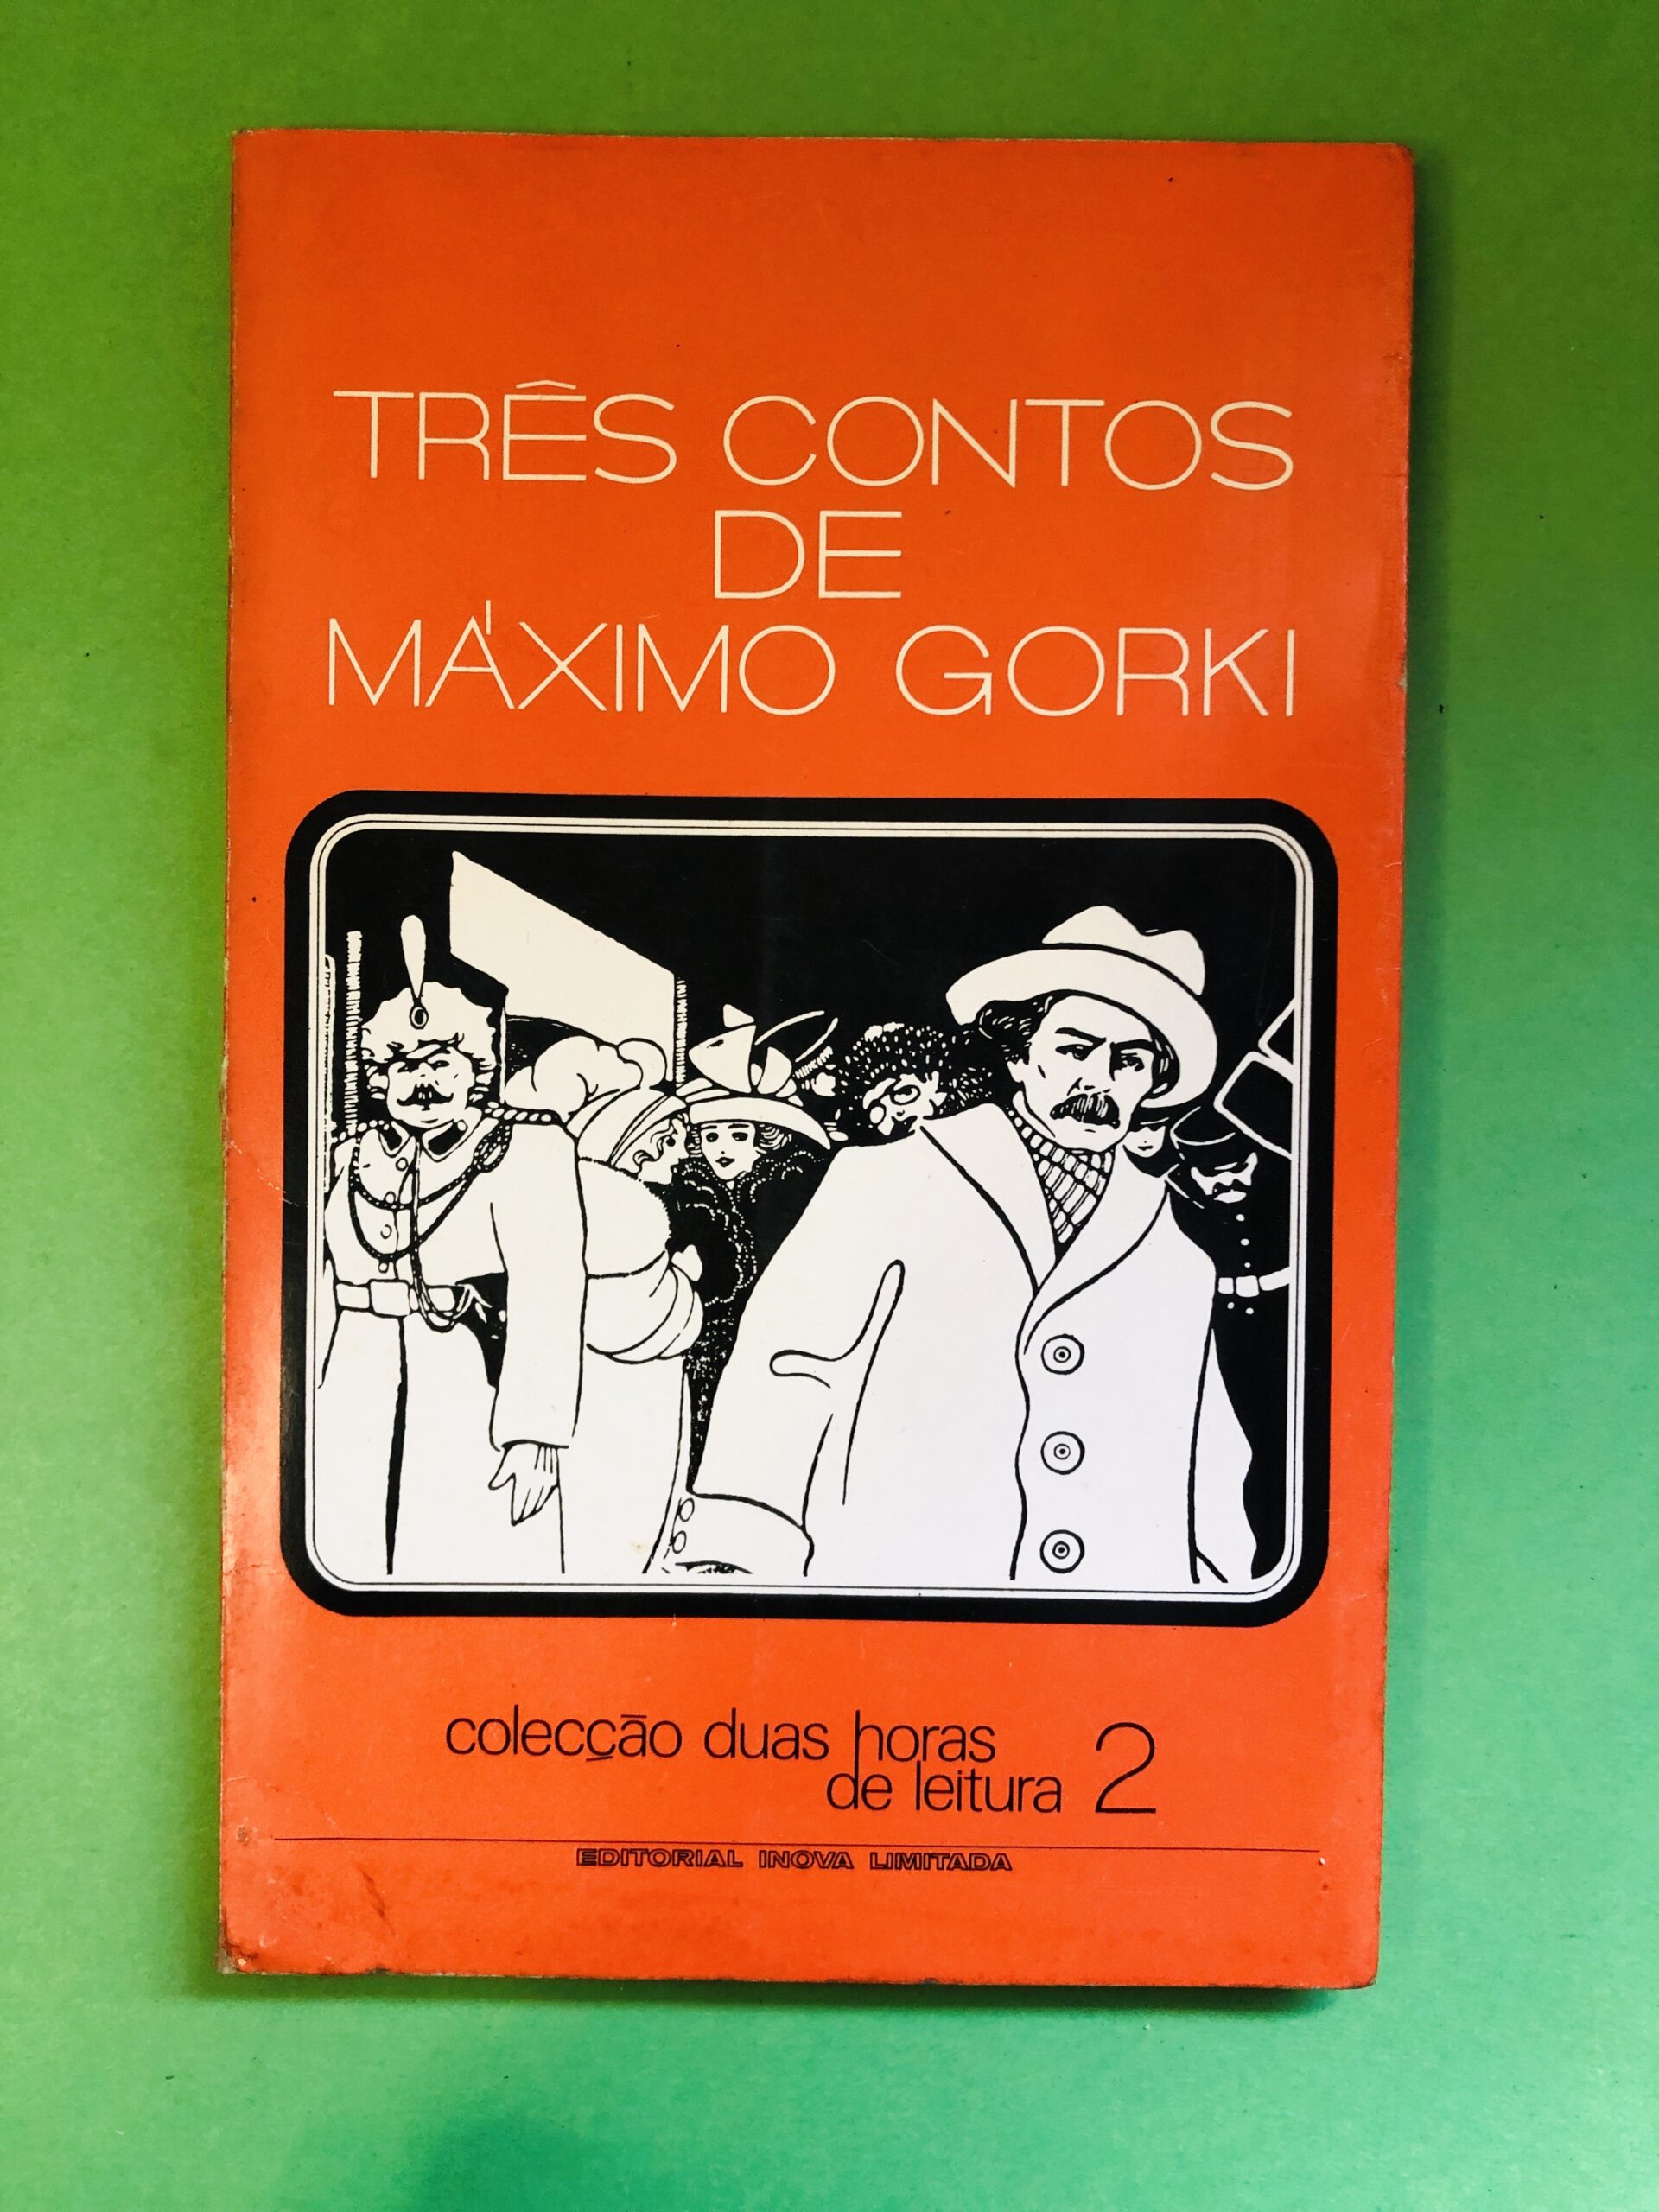 TRÊS CONTOS
DE
MÁXIMO GORKI
colecção duas horas
de leitura 2
EDITORIAL INOVA LIMITADA